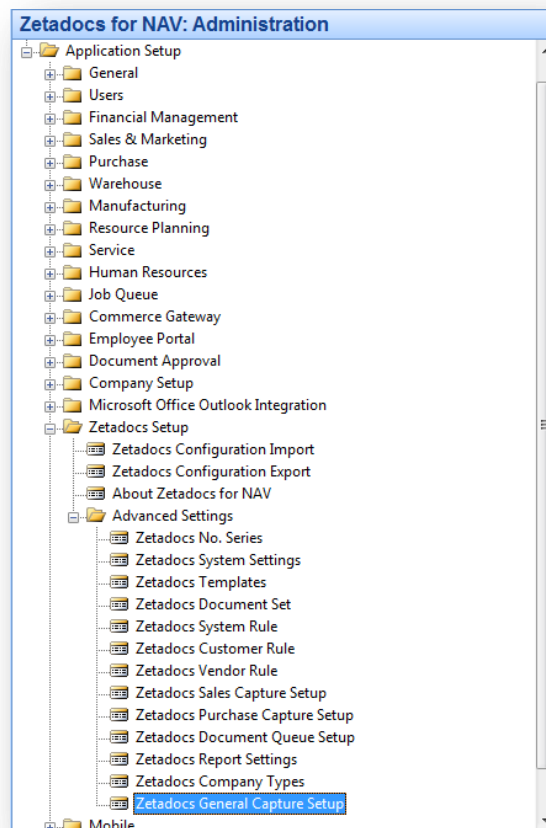 Zetadocs for NAV: Administration
Application Setup
General
Users
Financial Management
Sales & Marketing
Purchase
Warehouse
Manufacturing
Resource Planning
Service
Human Resources
Job Queue
Commerce Gateway
Employee Portal
Document Approval
Company Setup
Microsoft Office Outlook Integration
Zetadocs Setup
Zetadocs Configuration Import
Zetadocs Configuration Export
About Zetadocs for NAV
Advanced Settings
Zetadocs No. Series
Zetadocs System Settings
Zetadocs Templates
Zetadocs Document Set
Zetadocs System Rule
Zetadocs Customer Rule
Zetadocs Vendor Rule
Zetadocs Sales Capture Setup
Zetadocs Purchase Capture Setup
Zetadocs Document Queue Setup
Zetadocs Report Settings
Zetadocs Company Types
Zetadocs General Capture Setup
Mobile